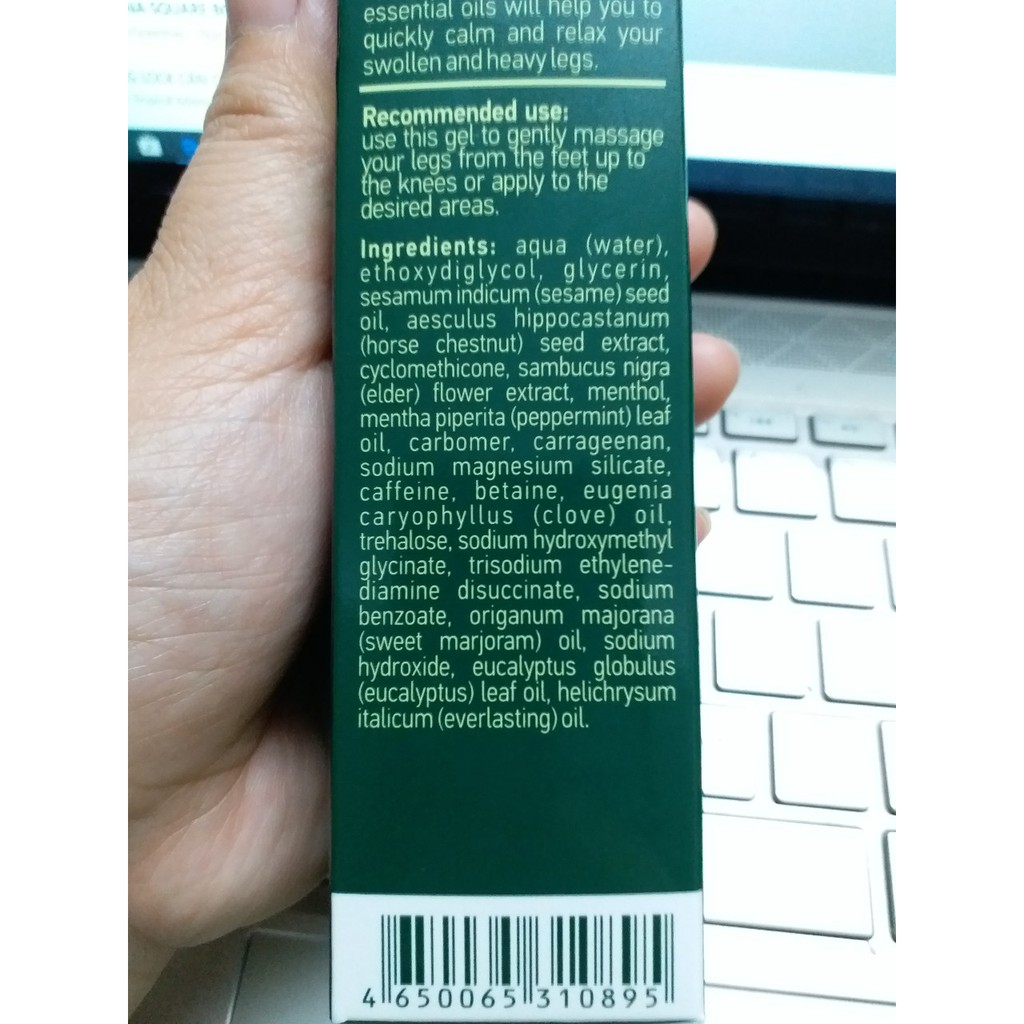 essential oils will help you to
quickly calm and relax your
swollen and heavy legs.
Recommended use:
use this gel to gently massage
your legs from the feet up to
the knees or apply to the
desired areas.
Ingredients: aqua (water),
ethoxydiglycol, glycerin,
sesamum indicum (sesame) seed
oil, aesculus hippocastanum
(horse chestnut) seed extract,
cyclomethicone, sambucus nigra
(elder) flower extract, menthol,
mentha piperita (peppermint) leaf
oil, carbomer, carrageenan,
sodium magnesium silicate,
caffeine, betaine, eugenia
caryophyllus (clove) oil,
trehalose, sodium hydroxymethyl
glycinate, trisodium ethylene-
diamine disuccinate, sodium
benzoate, origanum majorana
(sweet marjoram) oil, sodium
hydroxide, eucalyptus globulus
(eucalyptus) leaf oil, helichrysum
italicum (everlasting) oil.
4 650065 310895